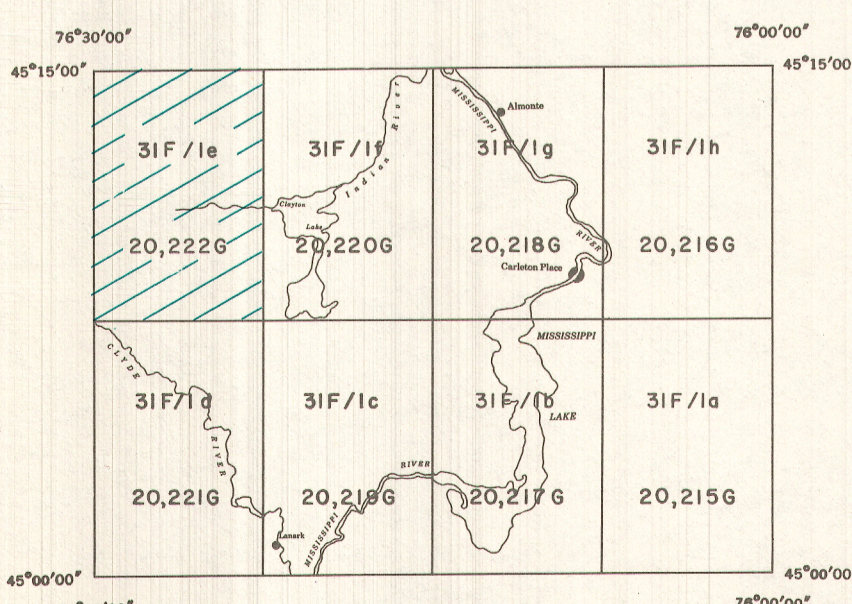 76°30'00"
76°00'00"
45°15'00"
45°15'00
MISSISSIPPI
Almonte
Indian River
31F/1e
31F/1f
31F/1g
31F/1h
Clayton
Lake
RIVER
20,222G
20,220G
20,218G
20,216G
Carleton Place
MISSISSIPPI
CLYDE
31F/1d
31F/1c
31F/1b
31F/1a
LAKE
RIVER
RIVER
20,221G
20,219G
20,217G
20,215G
Lanark
MISSISSIPPI
45°00'00"
45°00'00
76°00'00"